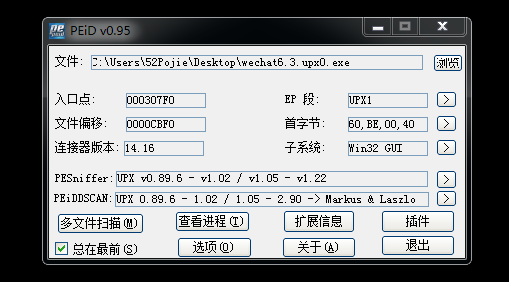 PEiD v0.95
文件: C:\Users\52Pojie\Desktop\wechat6.3.upx0.exe 浏览
入口点: 000307F0 EP 段: UPX1 >
文件偏移: 0000CBF0 首字节: 60,BE,00,40 >
连接器版本: 14.16 子系统: Win32 GUI >
PESniffer: UPX v0.89.6 - v1.02 / v1.05 - v1.22 >
PEiDDSCAN: UPX 0.89.6 - 1.02 / 1.05 - 2.90 -> Markus & Laszlo >
多文件扫描(M) 查看进程(T) 扩展信息 插件
总在最前(S) 选项(O) 关于(A) 退出